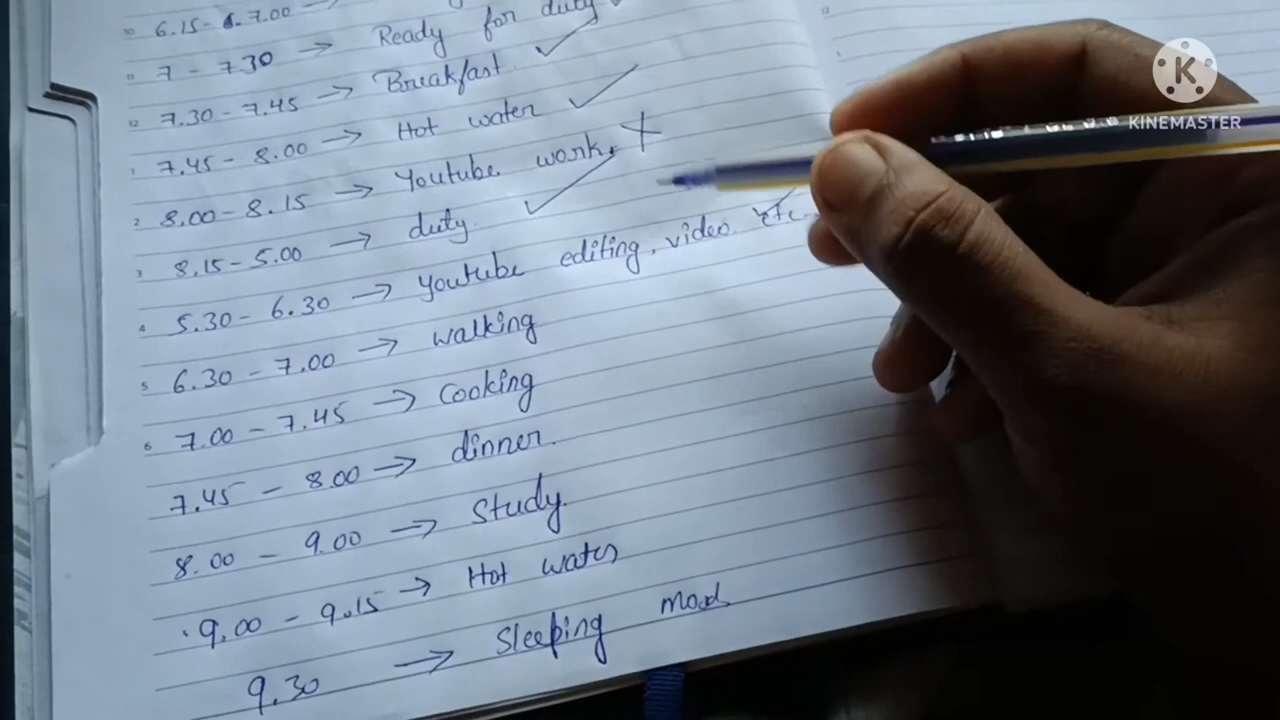 6.15 - 7.00 →
7 - 7.30 → Ready for duty ✓
7.30 - 7.45 → Breakfast. ✓
7.45 - 8.00 → Hot water ✓
8.00 - 8.15 → Youtube work. X
8.15 - 5.00 → duty. ✓
5.30 - 6.30 → Youtube editing, video etc.
6.30 - 7.00 → walking
7.00 - 7.45 → cooking
7.45 - 8.00 → dinner.
8.00 - 9.00 → Study.
9.00 - 9.15 → Hot water
9.30 → sleeping
K
KINEMASTER